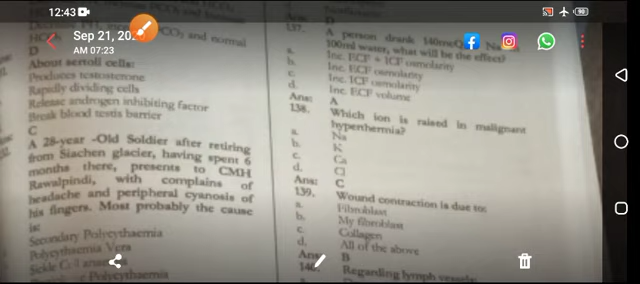 12:43
90
Sep 21, 20
AM 07:23
HCO₃
D
About sertoli cells:
Produces testosterone
Rapidly dividing cells
Release androgen inhibiting factor
Break blood testis barrier
C
A 28-year -Old Soldier after retiring
from Siachen glacier, having spent 6
months there, presents to CMH
Rawalpindi, with complains of
headache and peripheral cyanosis of
his fingers. Most probably the cause
is:
Secondary Polycythaemia
Polycythaemia Vera
Sickle Cell
Polycythaemia
137. A person drank 140meq
100ml water, what will be the effect?
a. Inc. ECF + ICF osmolarity
b. Inc. ECF osmolarity
c. Inc. ICF osmolarity
d. Inc. ECF volume
Ans: A
138. Which ion is raised in malignant
hyperthermia?
a. Na
b. K
c. Ca
d. Cl
Ans: C
139. Wound contraction is due to:
a. Fibroblast
b. My fibroblast
c. Collagen
d. All of the above
Ans B
Regarding lymph vessels: